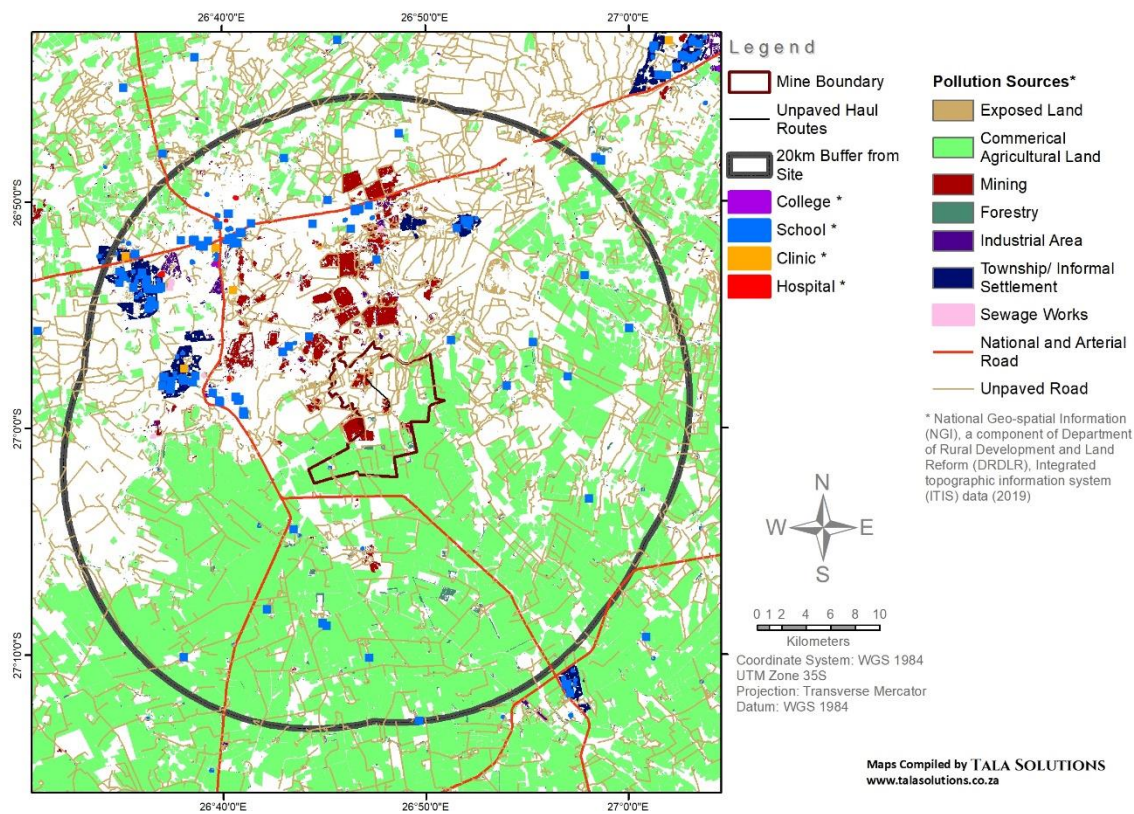 26°40'0"E
26°50'0"E
27°0'0"E
26°50'0"S
27°0'0"S
27°10'0"S
26°40'0"E
26°50'0"E
27°0'0"E
Legend
Mine Boundary
Unpaved Haul
Routes
20km Buffer from
Site
College *
School *
Clinic *
Hospital *
Pollution Sources*
Exposed Land
Commerical
Agricultural Land
Mining
Forestry
Industrial Area
Township/ Informal
Settlement
Sewage Works
National and Arterial
Road
Unpaved Road
* National Geo-spatial Information
(NGI), a component of Department
of Rural Development and Land
Reform (DRDLR), Integrated
topographic information system
(ITIS) data (2019)
N
W
E
S
0 1 2 4 6 8 10
Kilometers
Coordinate System: WGS 1984
UTM Zone 35S
Projection: Transverse Mercator
Datum: WGS 1984
Maps Compiled by TALA SOLUTIONS
www.talasolutions.co.za